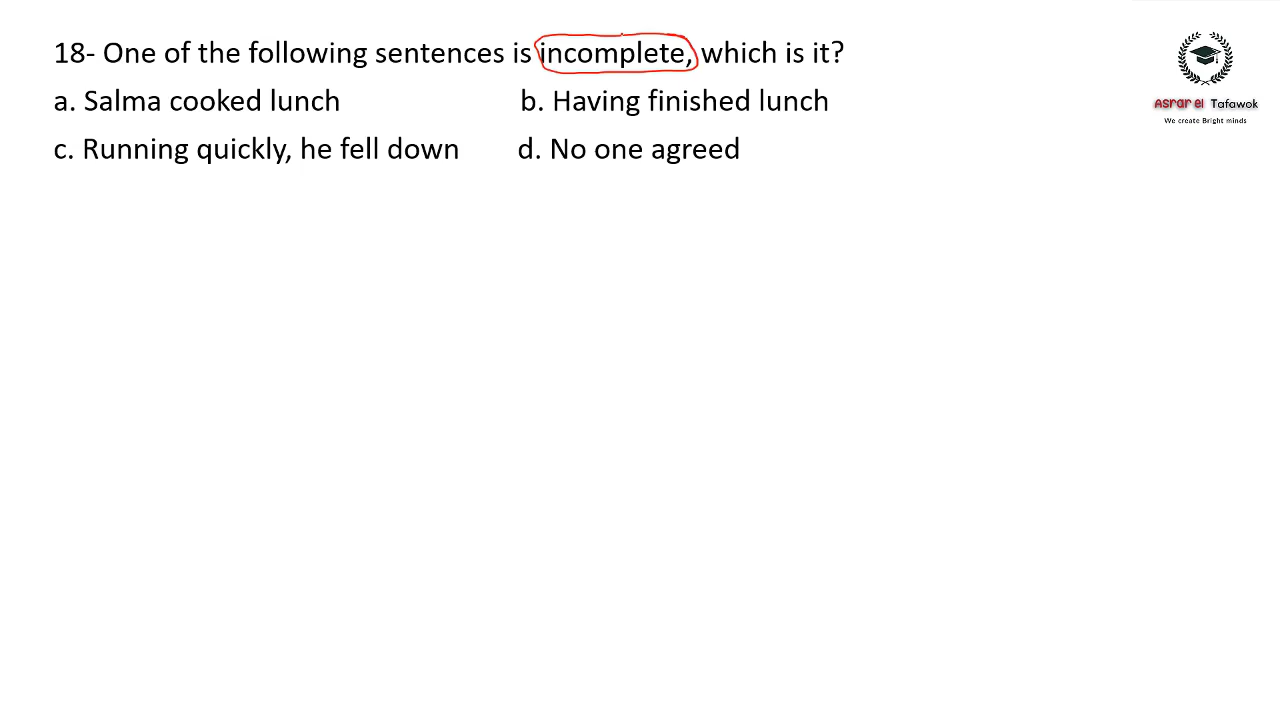 18- One of the following sentences is incomplete, which is it?
a. Salma cooked lunch b. Having finished lunch
c. Running quickly, he fell down d. No one agreed
Asrar el Tafawok
We create Bright minds